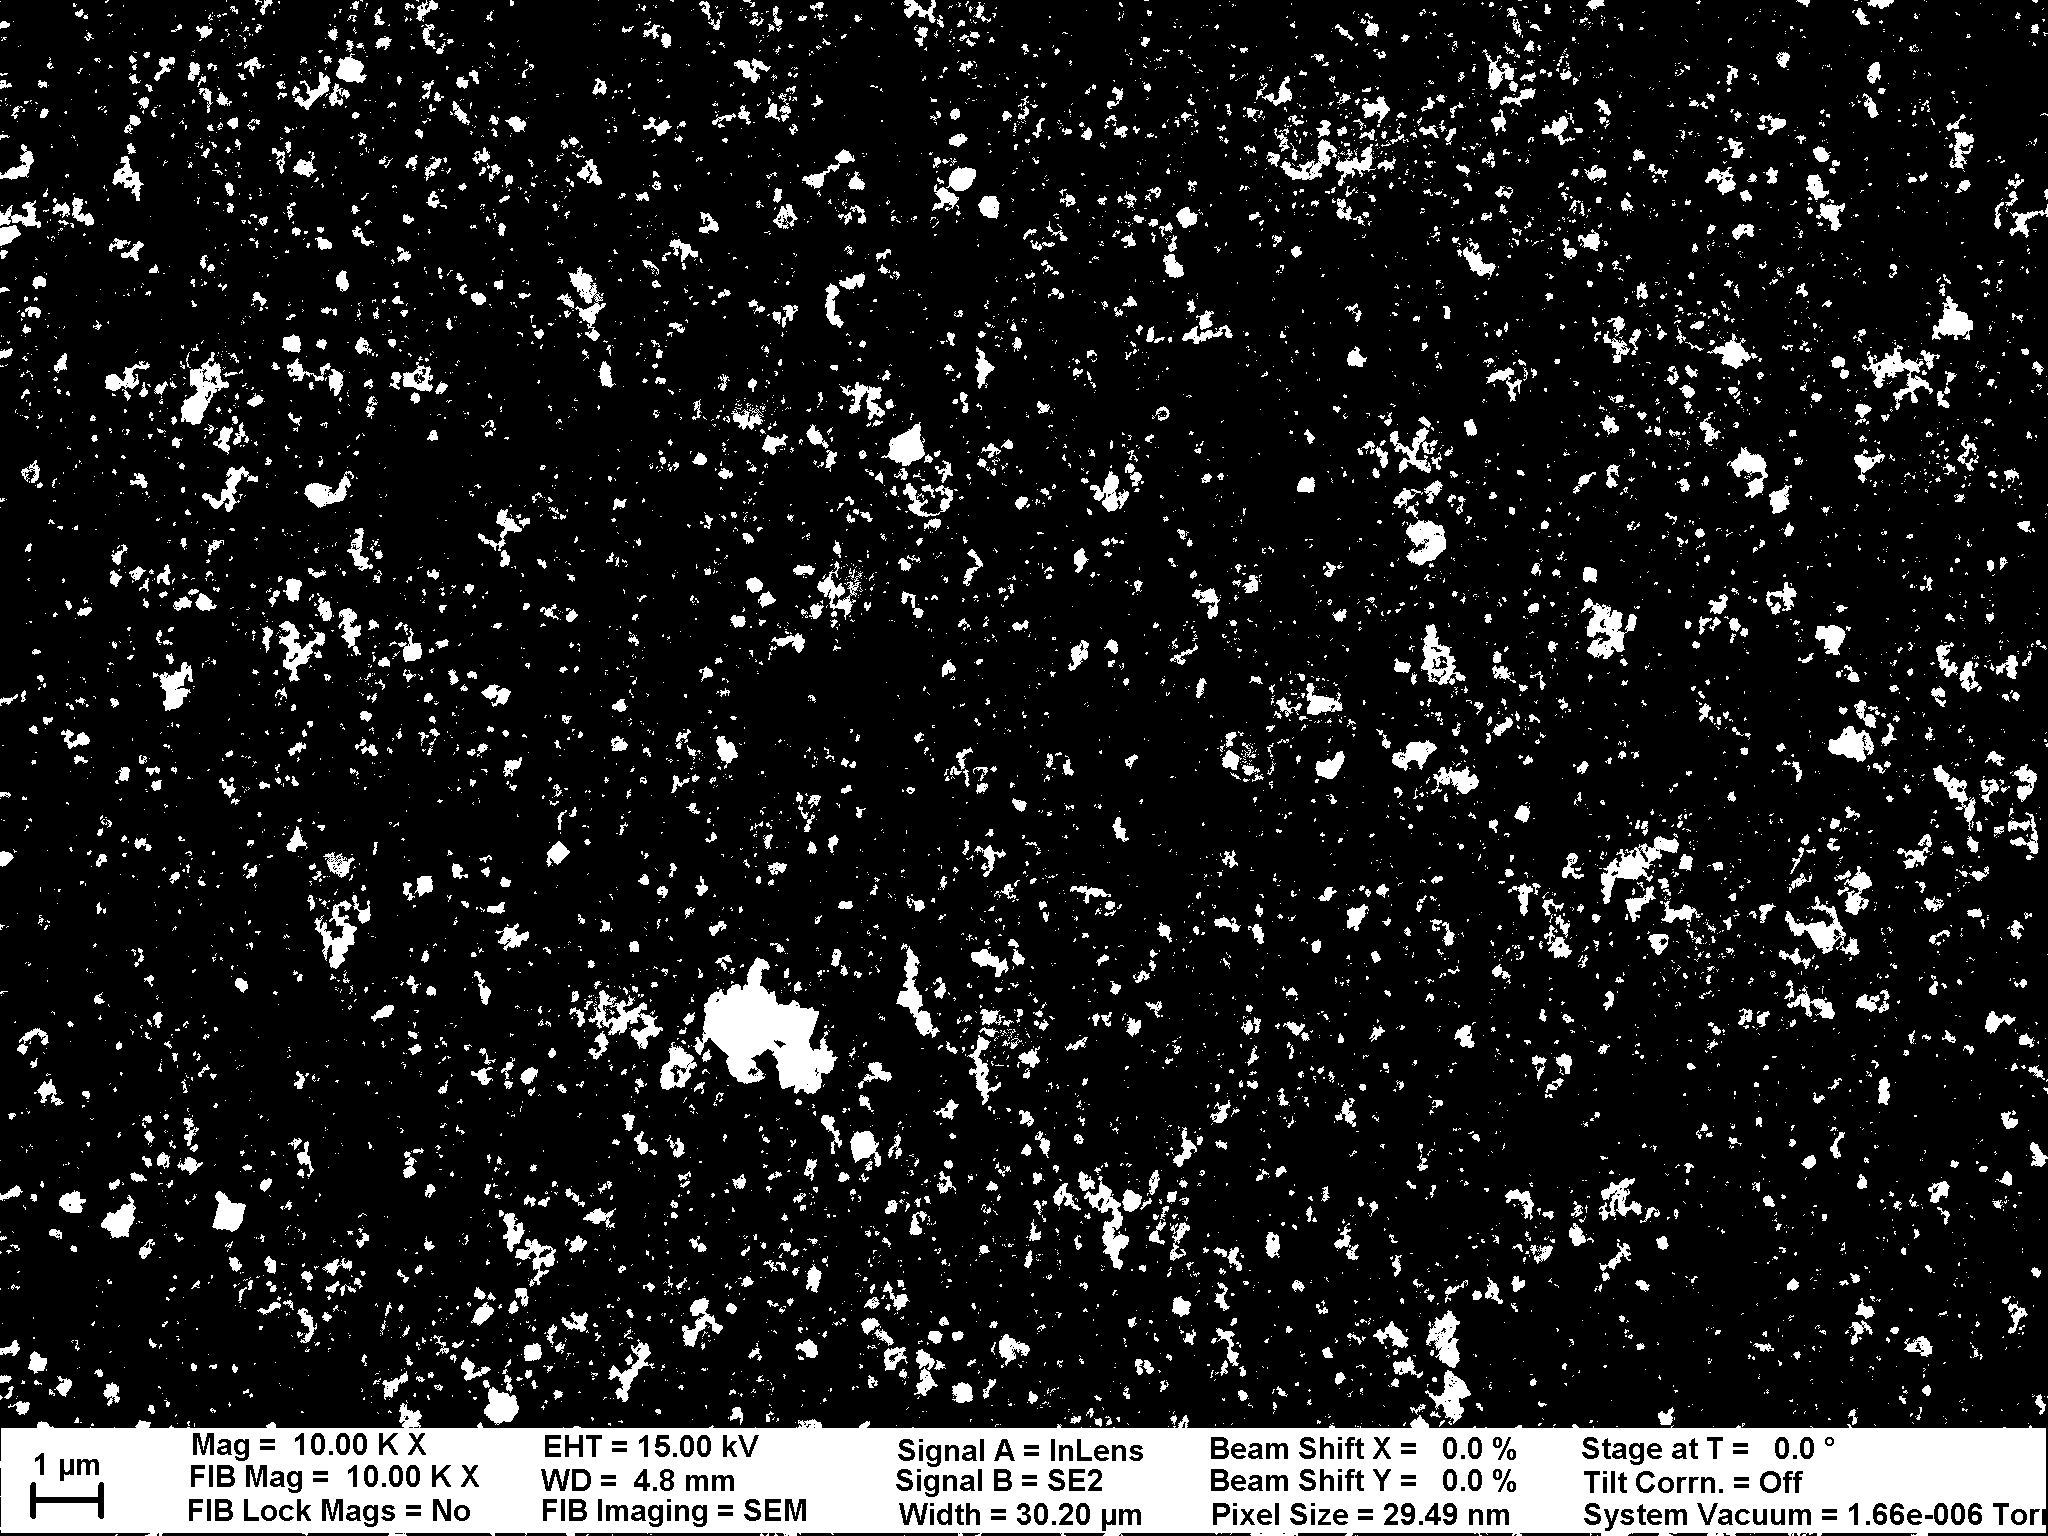 1 µm
Mag = 10.00 K X
FIB Mag = 10.00 K X
FIB Lock Mags = No
EHT = 15.00 kV
WD = 4.8 mm
FIB Imaging = SEM
Signal A = InLens
Signal B = SE2
Width = 30.20 µm
Beam Shift X = 0.0 %
Beam Shift Y = 0.0 %
Pixel Size = 29.49 nm
Stage at T = 0.0 °
Tilt Corrn. = Off
System Vacuum = 1.66e-006 Torr